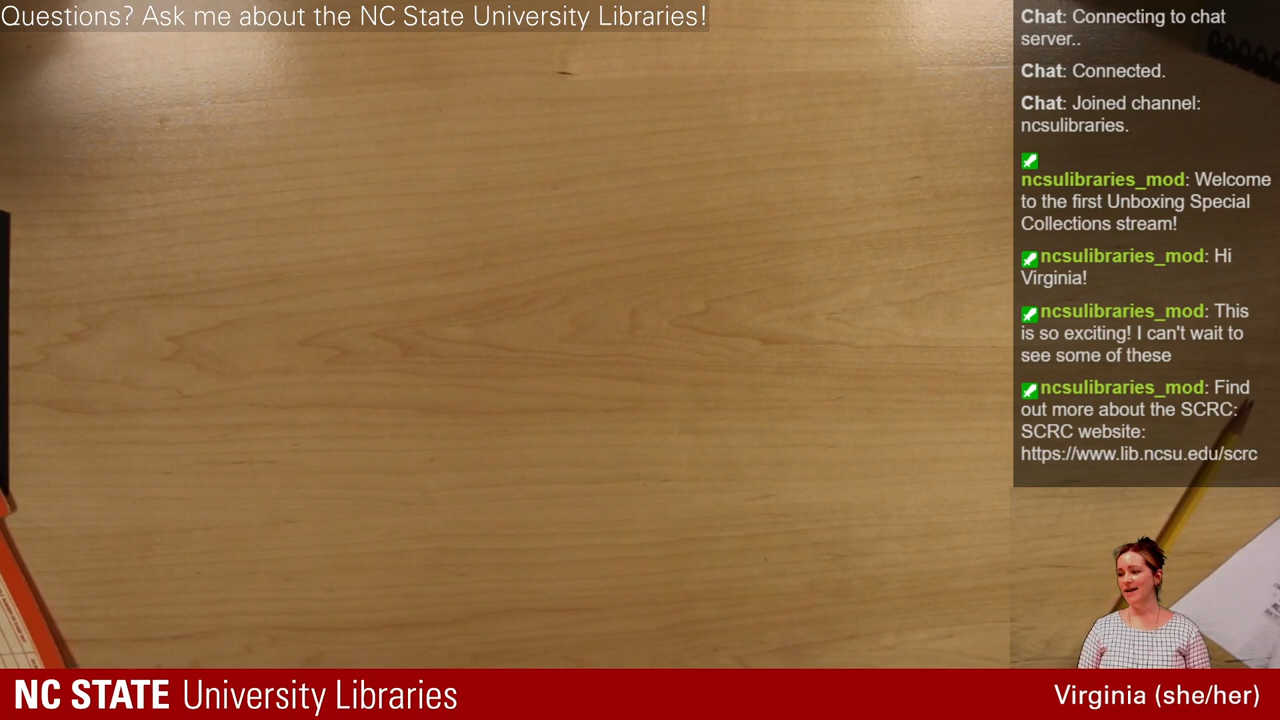 Questions? Ask me about the NC State University Libraries!
Chat: Connecting to chat
server..
Chat: Connected.
Chat: Joined channel:
ncsulibraries.
ncsulibraries_mod: Welcome
to the first Unboxing Special
Collections stream!
ncsulibraries_mod: Hi
Virginia!
ncsulibraries_mod: This
is so exciting! I can't wait to
see some of these
ncsulibraries_mod: Find
out more about the SCRC:
SCRC website:
https://www.lib.ncsu.edu/scrc
NC STATE University Libraries
Virginia (she/her)